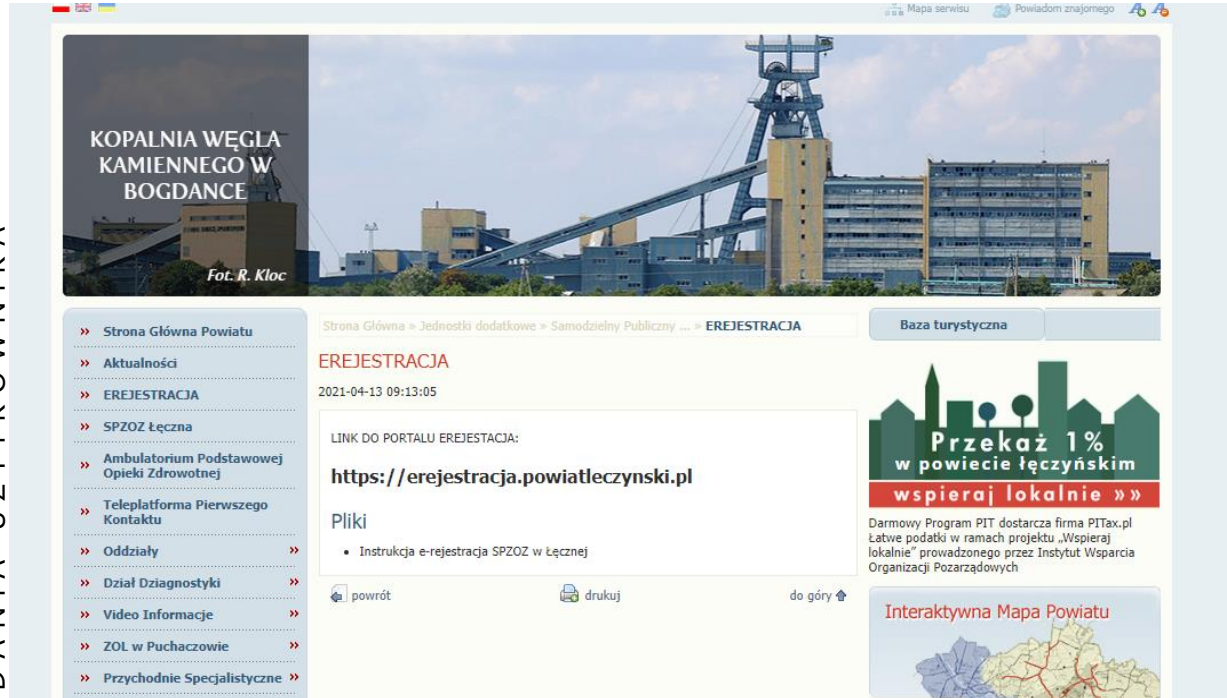 Mapa serwisu
Powiadom znajomego
KOPALNIA WĘGLA
KAMIENNEGO W
BOGDANCE
Fot. R. Kloc
Strona Główna Powiatu
Aktualności
EREJESTRACJA
SPZOZ Łęczna
Ambulatorium Podstawowej
Opieki Zdrowotnej
Teleplatforma Pierwszego
Kontaktu
Oddziały
Dział Dziagnostyki
Video Informacje
ZOL w Puchaczowie
Przychodnie Specjalistyczne
Strona Główna » Jednostki dodatkowe » Samodzielny Publiczny ... » EREJESTRACJA
EREJESTRACJA
2021-04-13 09:13:05
LINK DO PORTALU EREJESTACJA:
https://erejestracja.powiatleczynski.pl
Pliki
• Instrukcja e-rejestracja SPZOZ w Łęcznej
powrót
drukuj
do góry
Baza turystyczna
Przekaż 1%
w powiecie łęczyńskim
wspieraj lokalnie »»
Darmowy Program PIT dostarcza firma PITax.pl
Łatwe podatki w ramach projektu „Wspieraj
lokalnie” prowadzonego przez Instytut Wsparcia
Organizacji Pozarządowych
Interaktywna Mapa Powiatu